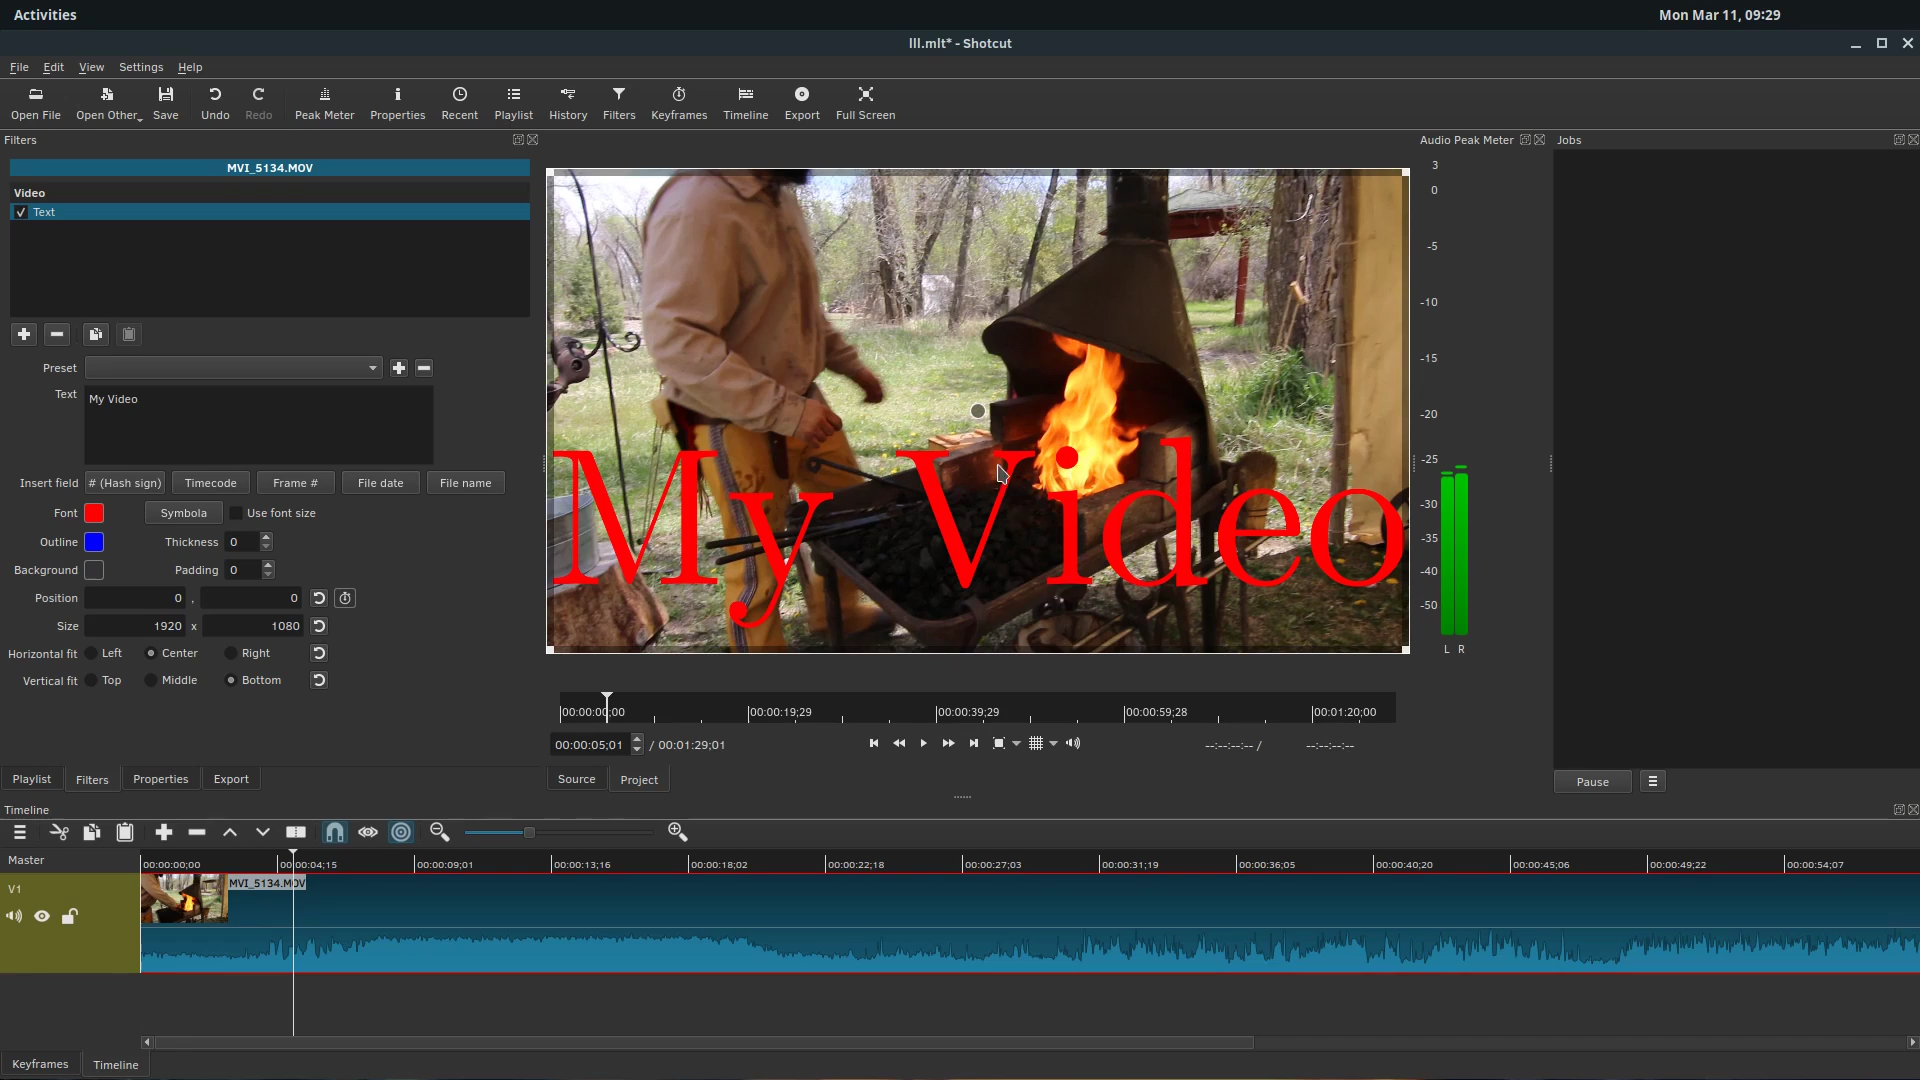 Activities
Mon Mar 11, 09:29
lll.mlt* - Shotcut
File Edit View Settings Help
Open File Open Other Save Undo Redo Peak Meter Properties Recent Playlist History Filters Keyframes Timeline Export Full Screen
Filters
MVI_5134.MOV
Video
Text
Preset
Text
My Video
Insert field # (Hash sign) Timecode Frame # File date File name
Font Symbola Use font size
Outline Thickness 0
Background Padding 0
Position 0 , 0
Size 1920 x 1080
Horizontal fit Left Center Right
Vertical fit Top Middle Bottom
Playlist Filters Properties Export
My Video
00:00:00;00 00:00:19;29 00:00:39;29 00:00:59;28 00:01:20;00
00:00:05;01 / 00:01:29;01 --:--:--:-- / --:--:--:--
Source Project
Audio Peak Meter
3
0
-5
-10
-15
-20
-25
-30
-35
-40
-50
L R
Jobs
Pause
Timeline
Master
00:00:00;00 00:00:04;15 00:00:09;01 00:00:13;16 00:00:18;02 00:00:22;18 00:00:27;03 00:00:31;19 00:00:36;05 00:00:40;20 00:00:45;06 00:00:49;22 00:00:54;07
V1
MVI_5134.MOV
Keyframes Timeline